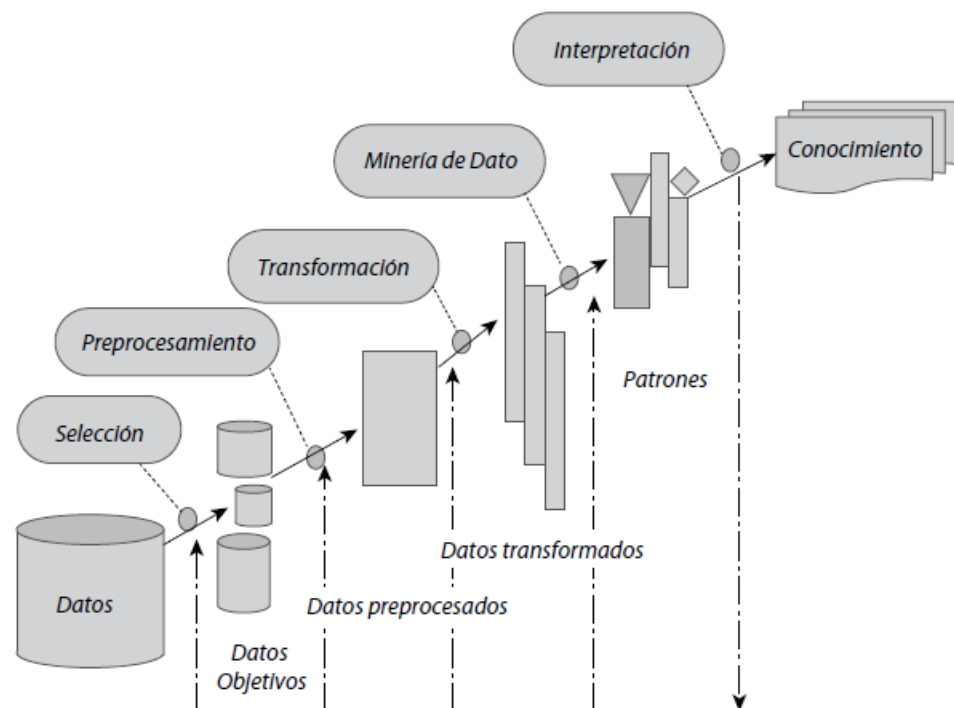 Interpretación
Conocimiento
Minería de Dato
Transformación
Preprocesamiento
Patrones
Selección
Datos transformados
Datos
Datos preprocesados
Datos
Objetivos